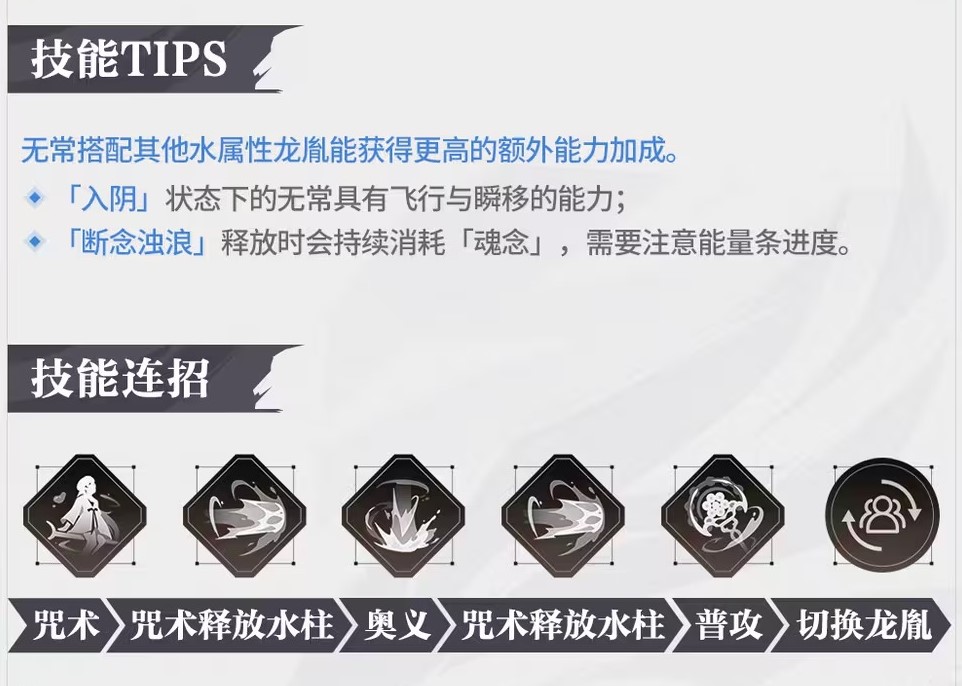 技能TIPS
无常搭配其他水属性龙胤能获得更高的额外能力加成。
「入阴」状态下的无常具有飞行与瞬移的能力；
「断念浊浪」释放时会持续消耗「魂念」，需要注意能量条进度。
技能连招
咒术 咒术释放水柱 奥义 咒术释放水柱 普攻 切换龙胤